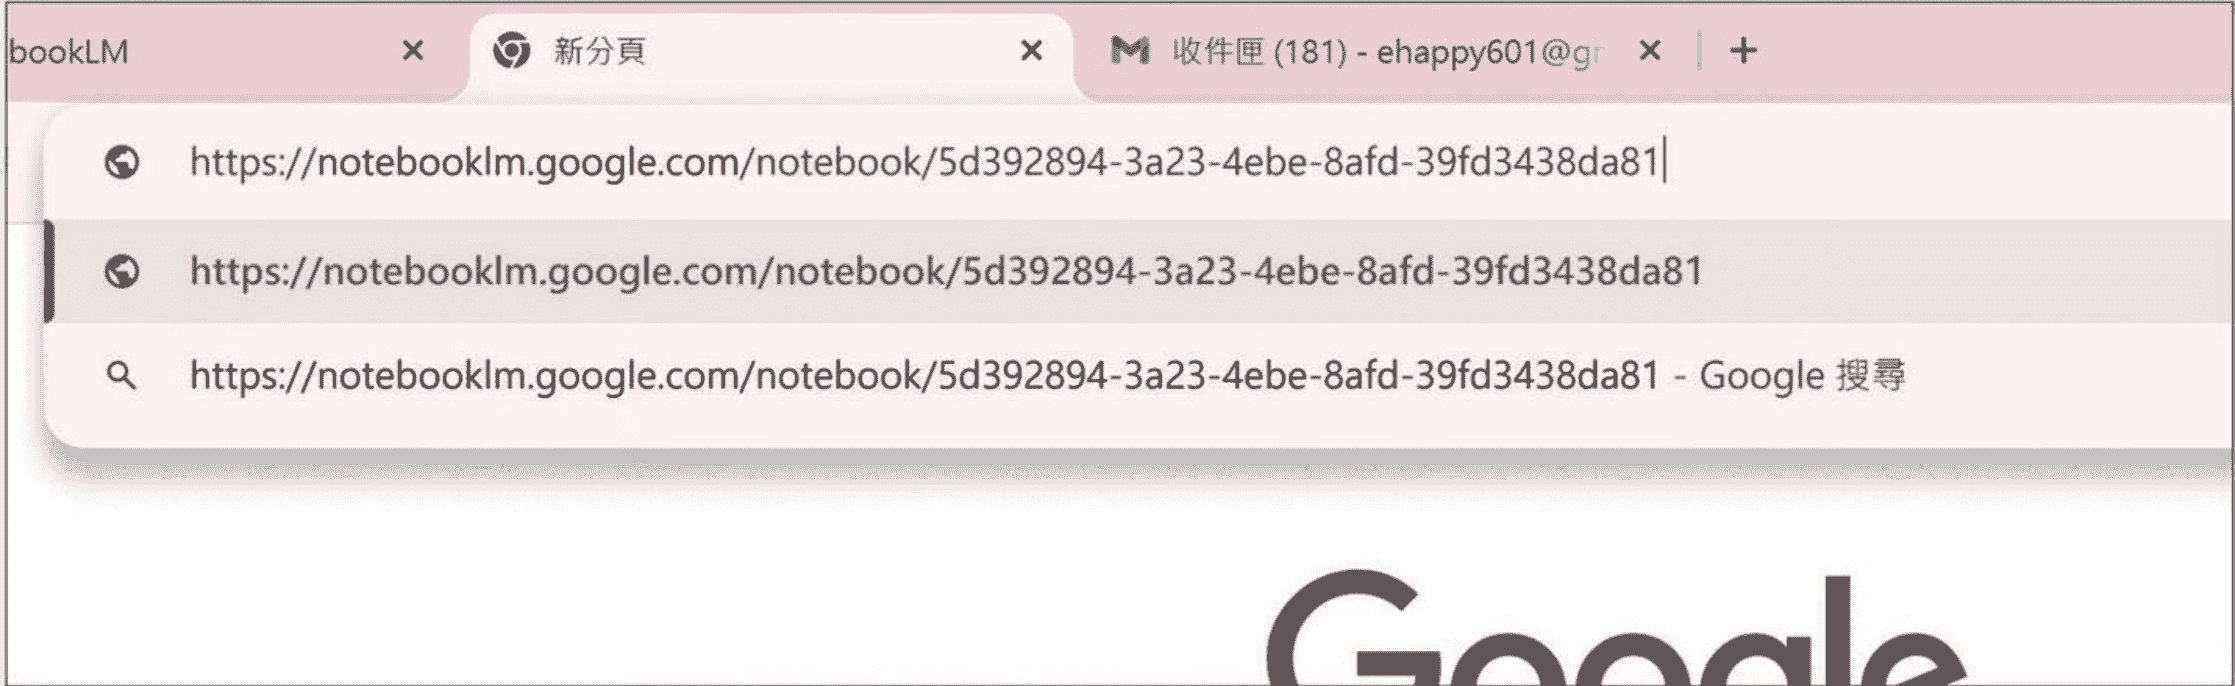 bookLM
新分頁
收件匣 (181) - ehappy601@g
https://notebooklm.google.com/notebook/5d392894-3a23-4ebe-8afd-39fd3438da81
https://notebooklm.google.com/notebook/5d392894-3a23-4ebe-8afd-39fd3438da81
https://notebooklm.google.com/notebook/5d392894-3a23-4ebe-8afd-39fd3438da81 - Google 搜尋
Google